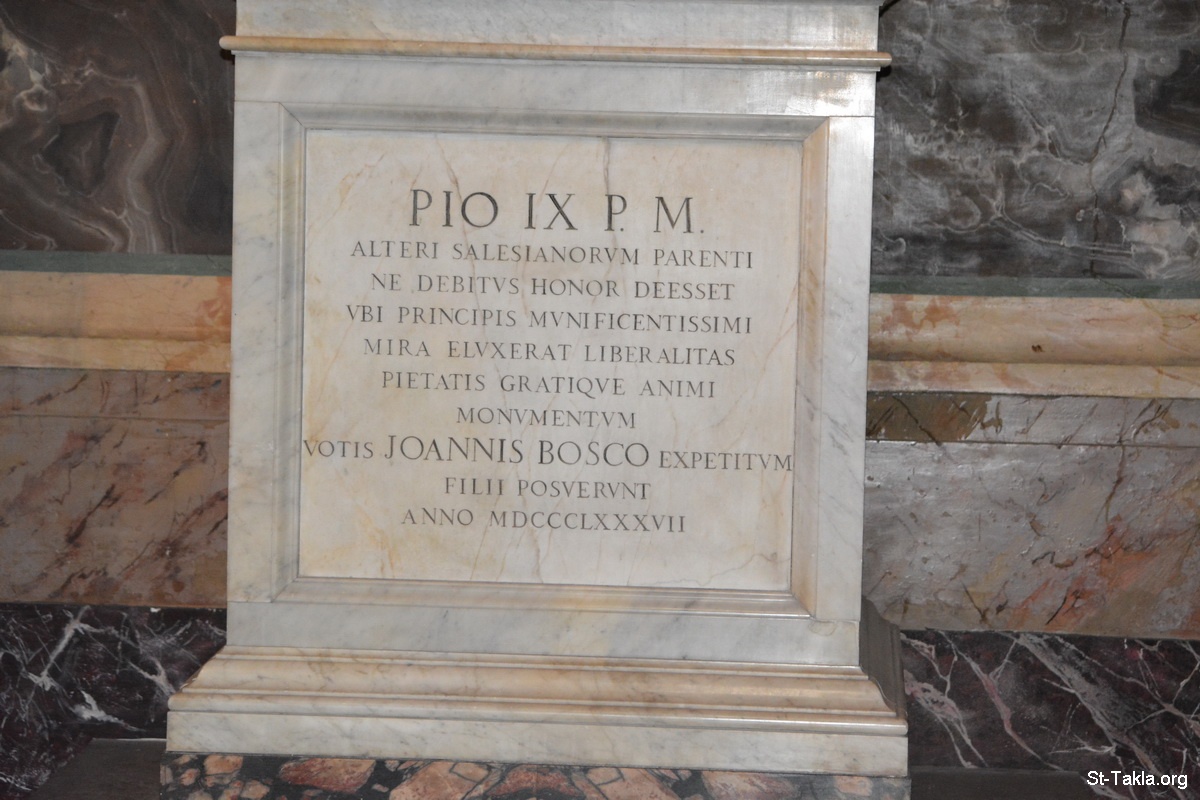 PIO IX P. M.
ALTERI SALESIANORVM PARENTI
NE DEBITVS HONOR DEESSET
VBI PRINCIPIS MVNIFICENTISSIMI
MIRA ELVXERAT LIBERALITAS
PIETATIS GRATIQVE ANIMI
MONVMENTVM
VOTIS JOANNIS BOSCO EXPETITVM
FILII POSVERVNT
ANNO MDCCCLXXXVII
St-Takla.org